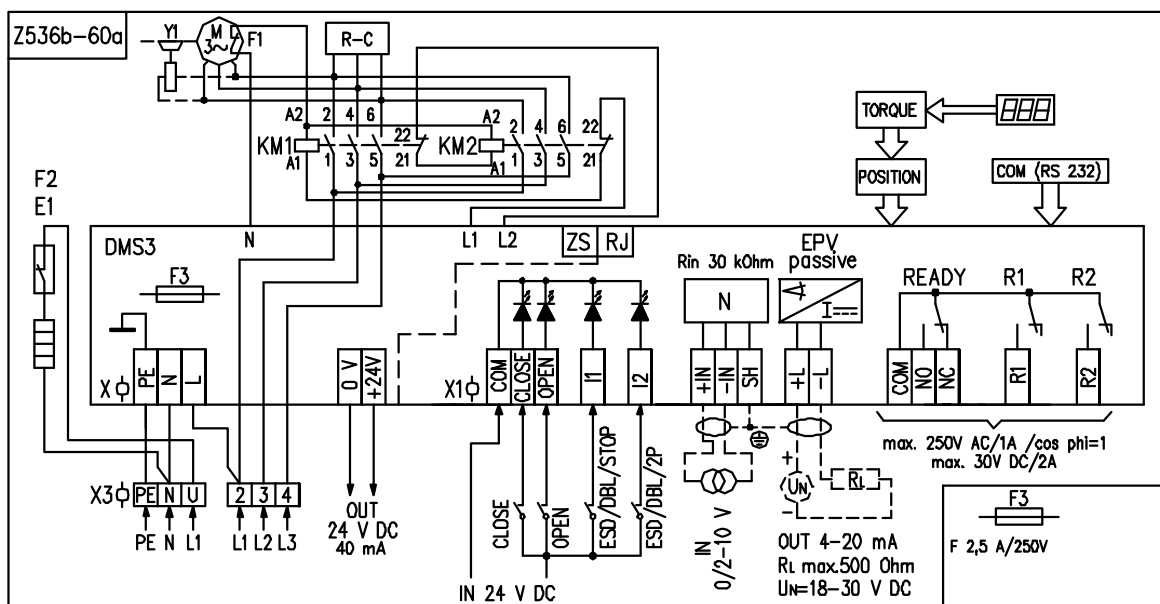 Z536b-60a
Y1
M
3~
F1
R-C
A2
2 4 6
22
A2
2 4 6 22
KM1
KM2
A1
1 3 5
21
A1
1 3 5 21
TORQUE
POSITION
COM (RS 232)
F2
E1
DMS3
N
L1 L2
ZS RJ
F3
Rin 30 kOhm
N
EPV
passive
I
READY R1 R2
X
PE N L
0 V +24V
X1
COM CLOSE OPEN
I1
I2
+IN -IN SH
+L -L
COM NO NC
R1
R2
max. 250V AC/1A /cos phi=1
max. 30V DC/2A
X3
PE N U
2 3 4
PE N L1
L1 L2 L3
OUT
24 V DC
40 mA
CLOSE
OPEN
ESD/DBL/STOP
ESD/DBL/2P
IN 24 V DC
IN
0/2-10 V
+
UN
-
RL
OUT 4-20 mA
RL max.500 Ohm
UN=18-30 V DC
F3
F 2,5 A/250V